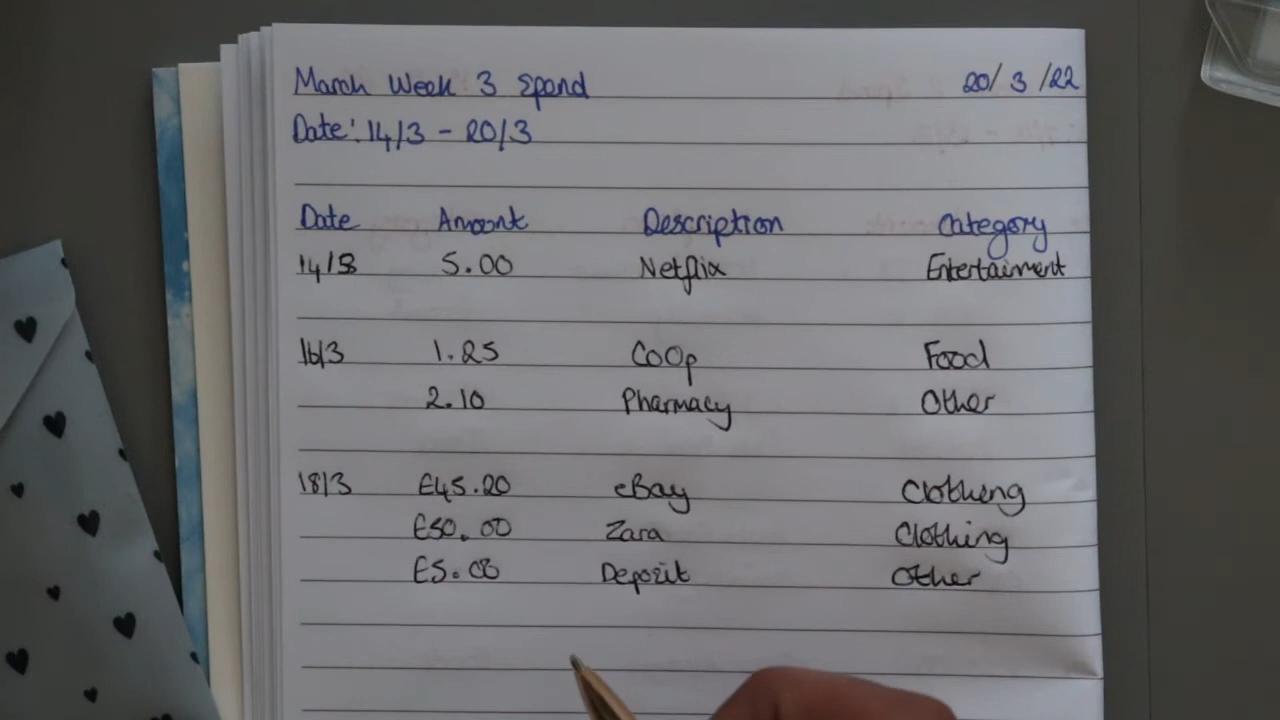 March Week 3 Spend 20/3/22
Date: 14/3 - 20/3
Date Amount Description Category
14/3 5.00 Netflix Entertaiment
16/3 1.25 CoOp Food
2.10 Pharmacy Other
18/3 £45.20 eBay Clothing
£50.00 Zara Clothing
£5.00 Deposit Other